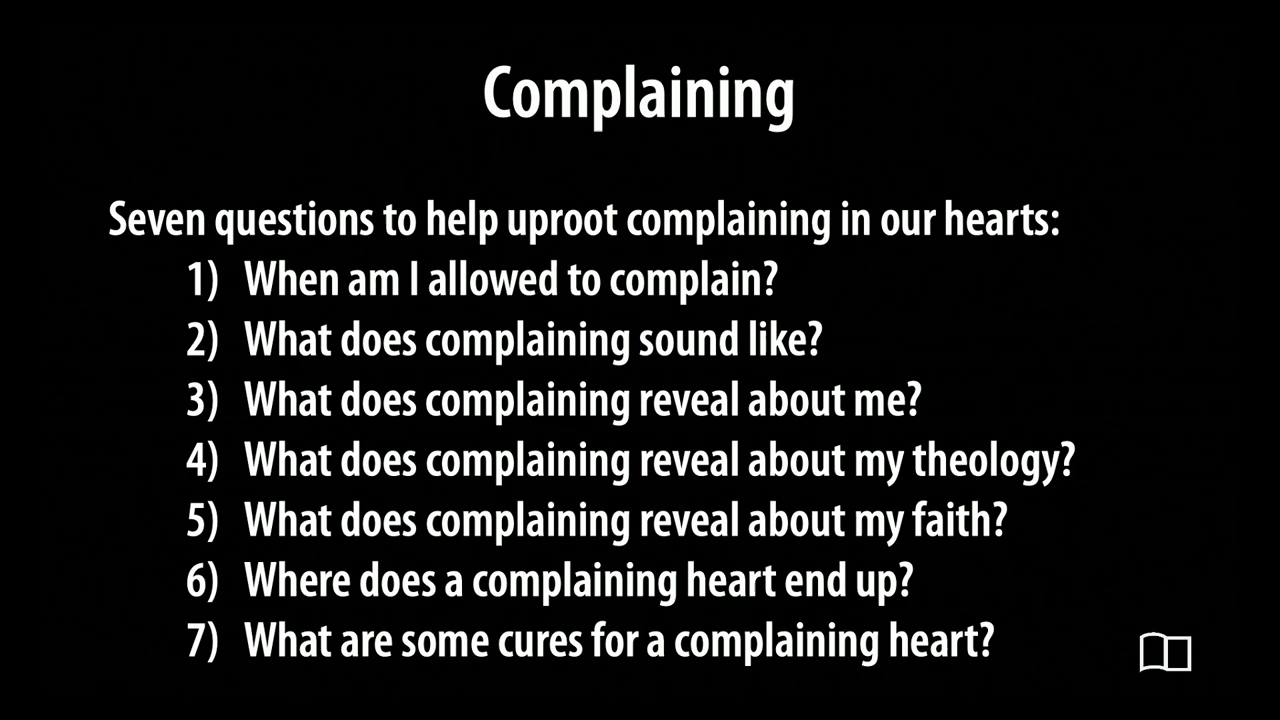 Complaining
Seven questions to help uproot complaining in our hearts:
1) When am I allowed to complain?
2) What does complaining sound like?
3) What does complaining reveal about me?
4) What does complaining reveal about my theology?
5) What does complaining reveal about my faith?
6) Where does a complaining heart end up?
7) What are some cures for a complaining heart?